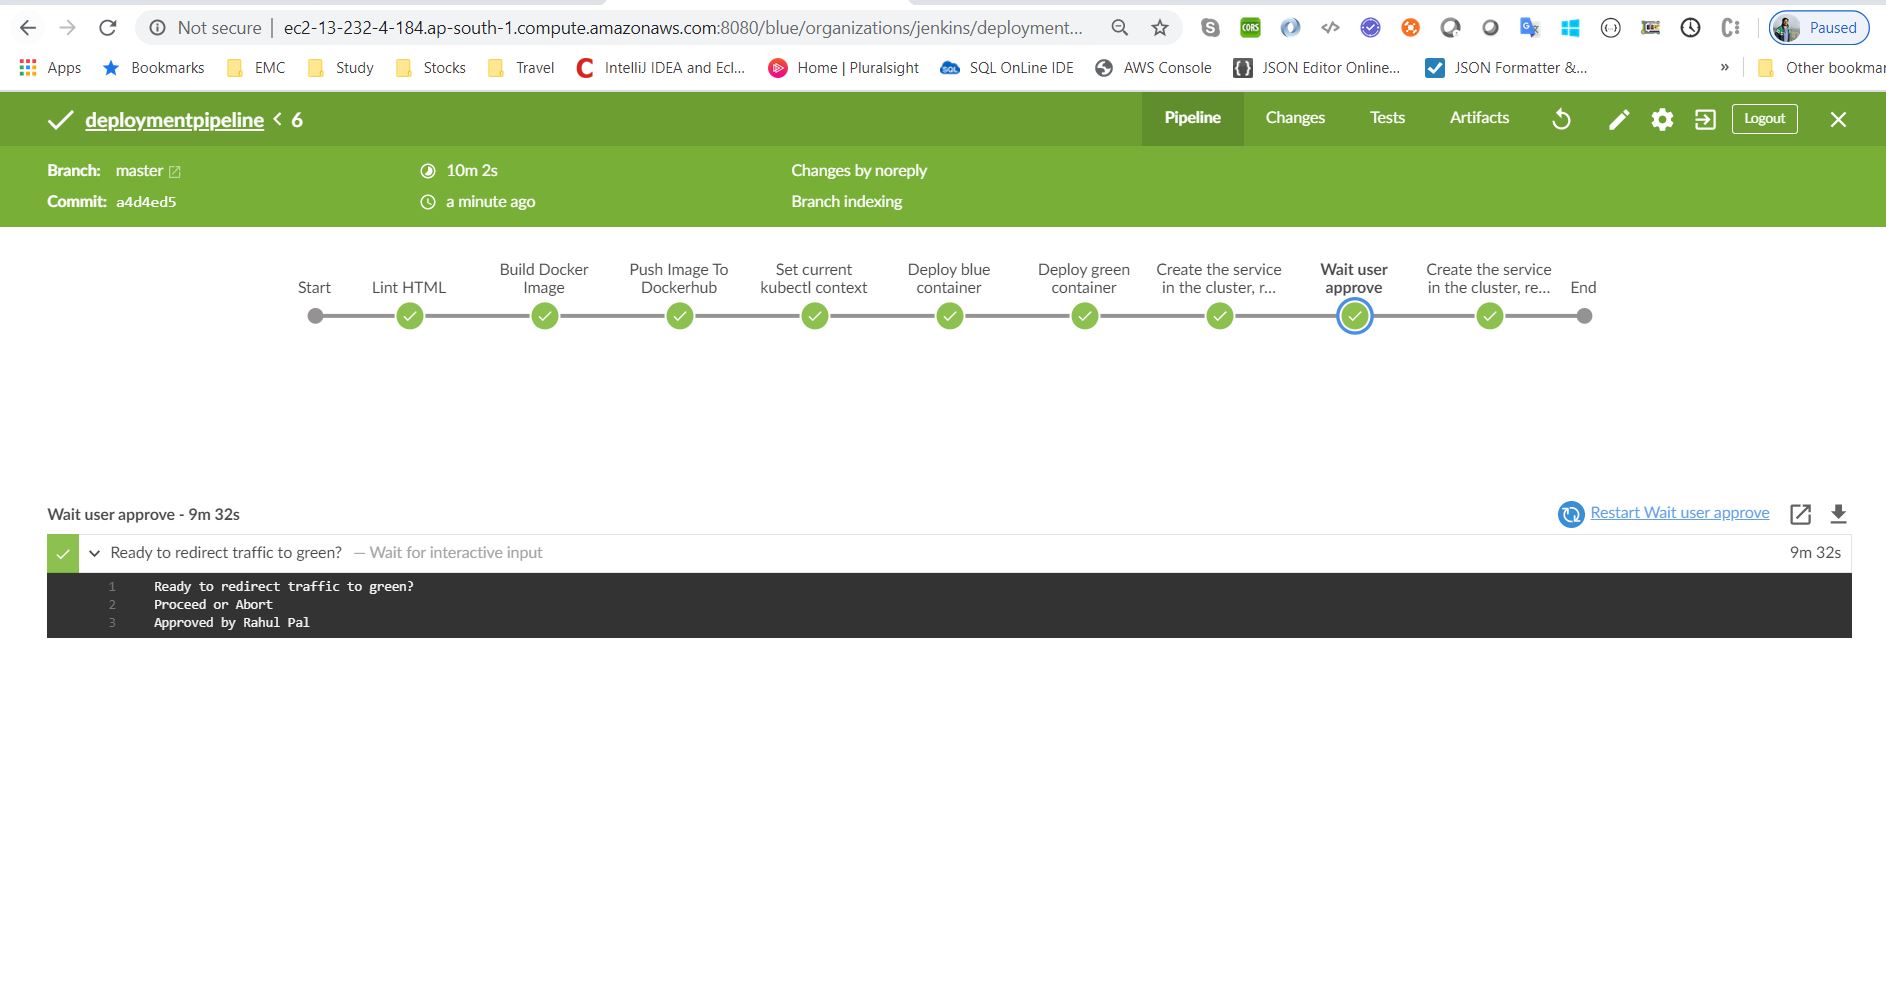 Not secure | ec2-13-232-4-184.ap-south-1.compute.amazonaws.com:8080/blue/organizations/jenkins/deployment... CORS Paused
Apps Bookmarks EMC Study Stocks Travel IntelliJ IDEA and Ecl... Home | Pluralsight SQL OnLine IDE AWS Console JSON Editor Online... JSON Formatter &... » Other bookmar
deploymentpipeline < 6 Pipeline Changes Tests Artifacts Logout
Branch: master 10m 2s Changes by noreply
Commit: a4d4ed5 a minute ago Branch indexing
Start
Lint HTML
Build Docker
Image
Push Image To
Dockerhub
Set current
kubectl context
Deploy blue
container
Deploy green
container
Create the service
in the cluster, r...
Wait user
approve
Create the service
in the cluster, re...
End
Wait user approve - 9m 32s Restart Wait user approve
Ready to redirect traffic to green? — Wait for interactive input 9m 32s
1 Ready to redirect traffic to green?
2 Proceed or Abort
3 Approved by Rahul Pal